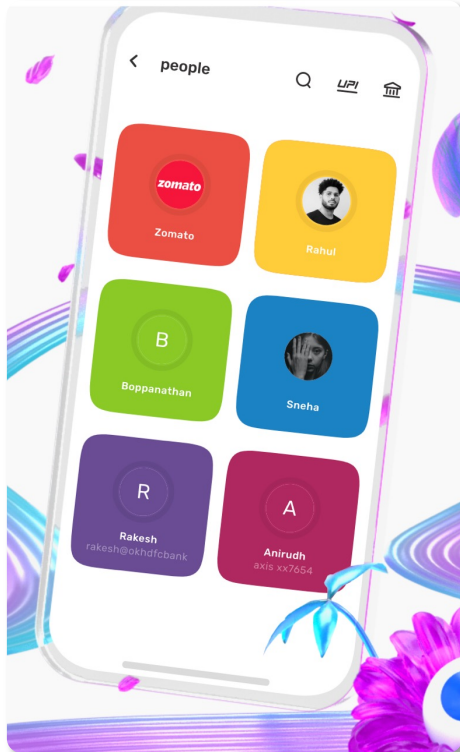 people
UPI
zomato
Zomato
Rahul
B
Boppanathan
Sneha
R
Rakesh
rakesh@okhdfcbank
A
Anirudh
axis xx7654